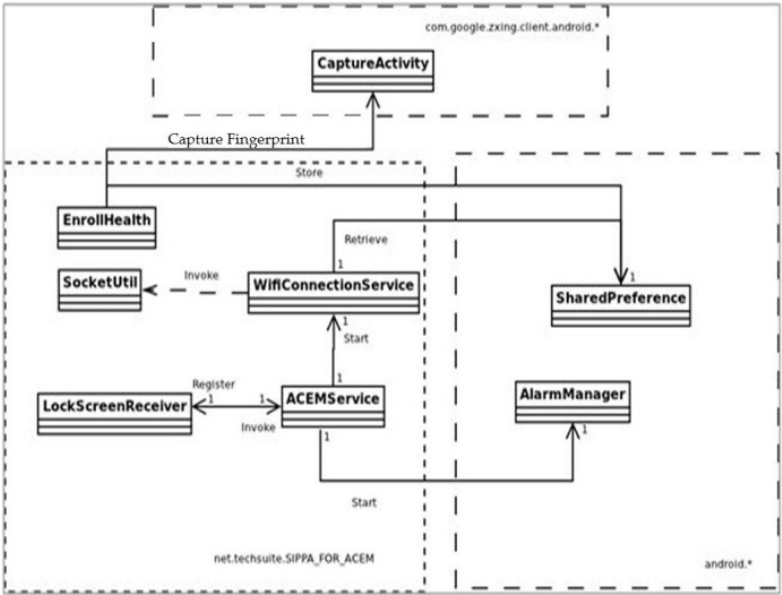 com.google.zxing.client.android.*
CaptureActivity
Capture Fingerprint
Store
EnrollHealth
Retrieve
1
SocketUtil
Invoke
WifiConnectionService
1
SharedPreference
1
Start
1
LockScreenReceiver
Register
1
1
ACEMService
Invoke
1
AlarmManager
1
Start
net.techsuite.SIPPA_FOR_ACEM
android.*